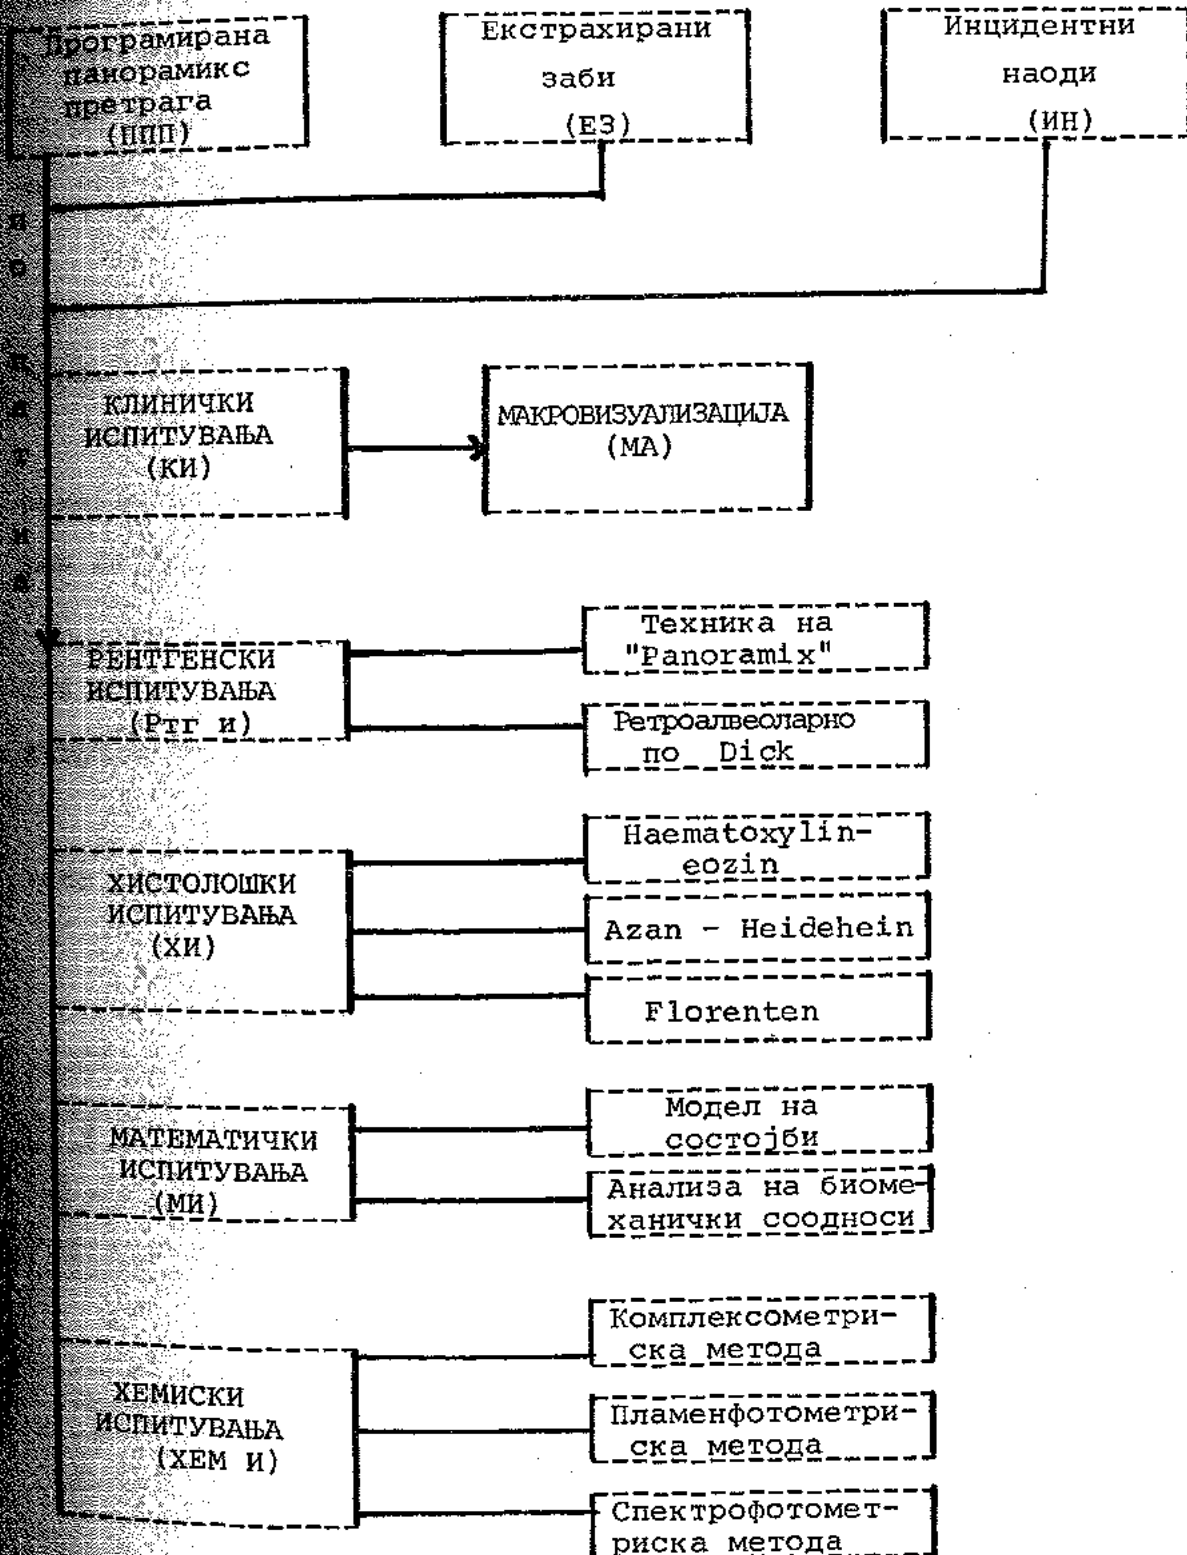 Програмирана
панорамикс
претрага
(ППП)
Екстрахирани
заби
(ЕЗ)
Инцидентни
наоди
(ИН)
КЛИНИЧКИ
ИСПИТУВАЊА
(КИ)
МАКРОВИЗУАЛИЗАЦИЈА
(МА)
РЕНТГЕНСКИ
ИСПИТУВАЊА
(Ртг и)
Техника на
"Panoramix"
Ретроалвеоларно
по Dick
ХИСТОЛОШКИ
ИСПИТУВАЊА
(ХИ)
Haematoxylin-
eozin
Azan - Heidehein
Florenten
МАТЕМАТИЧКИ
ИСПИТУВАЊА
(МИ)
Модел на
состојби
Анализа на биоме-
ханички соодноси
ХЕМИСКИ
ИСПИТУВАЊА
(ХЕМ И)
Комплексометри-
ска метода
Пламенфотометри-
ска метода
Спектрофотомет-
риска метода